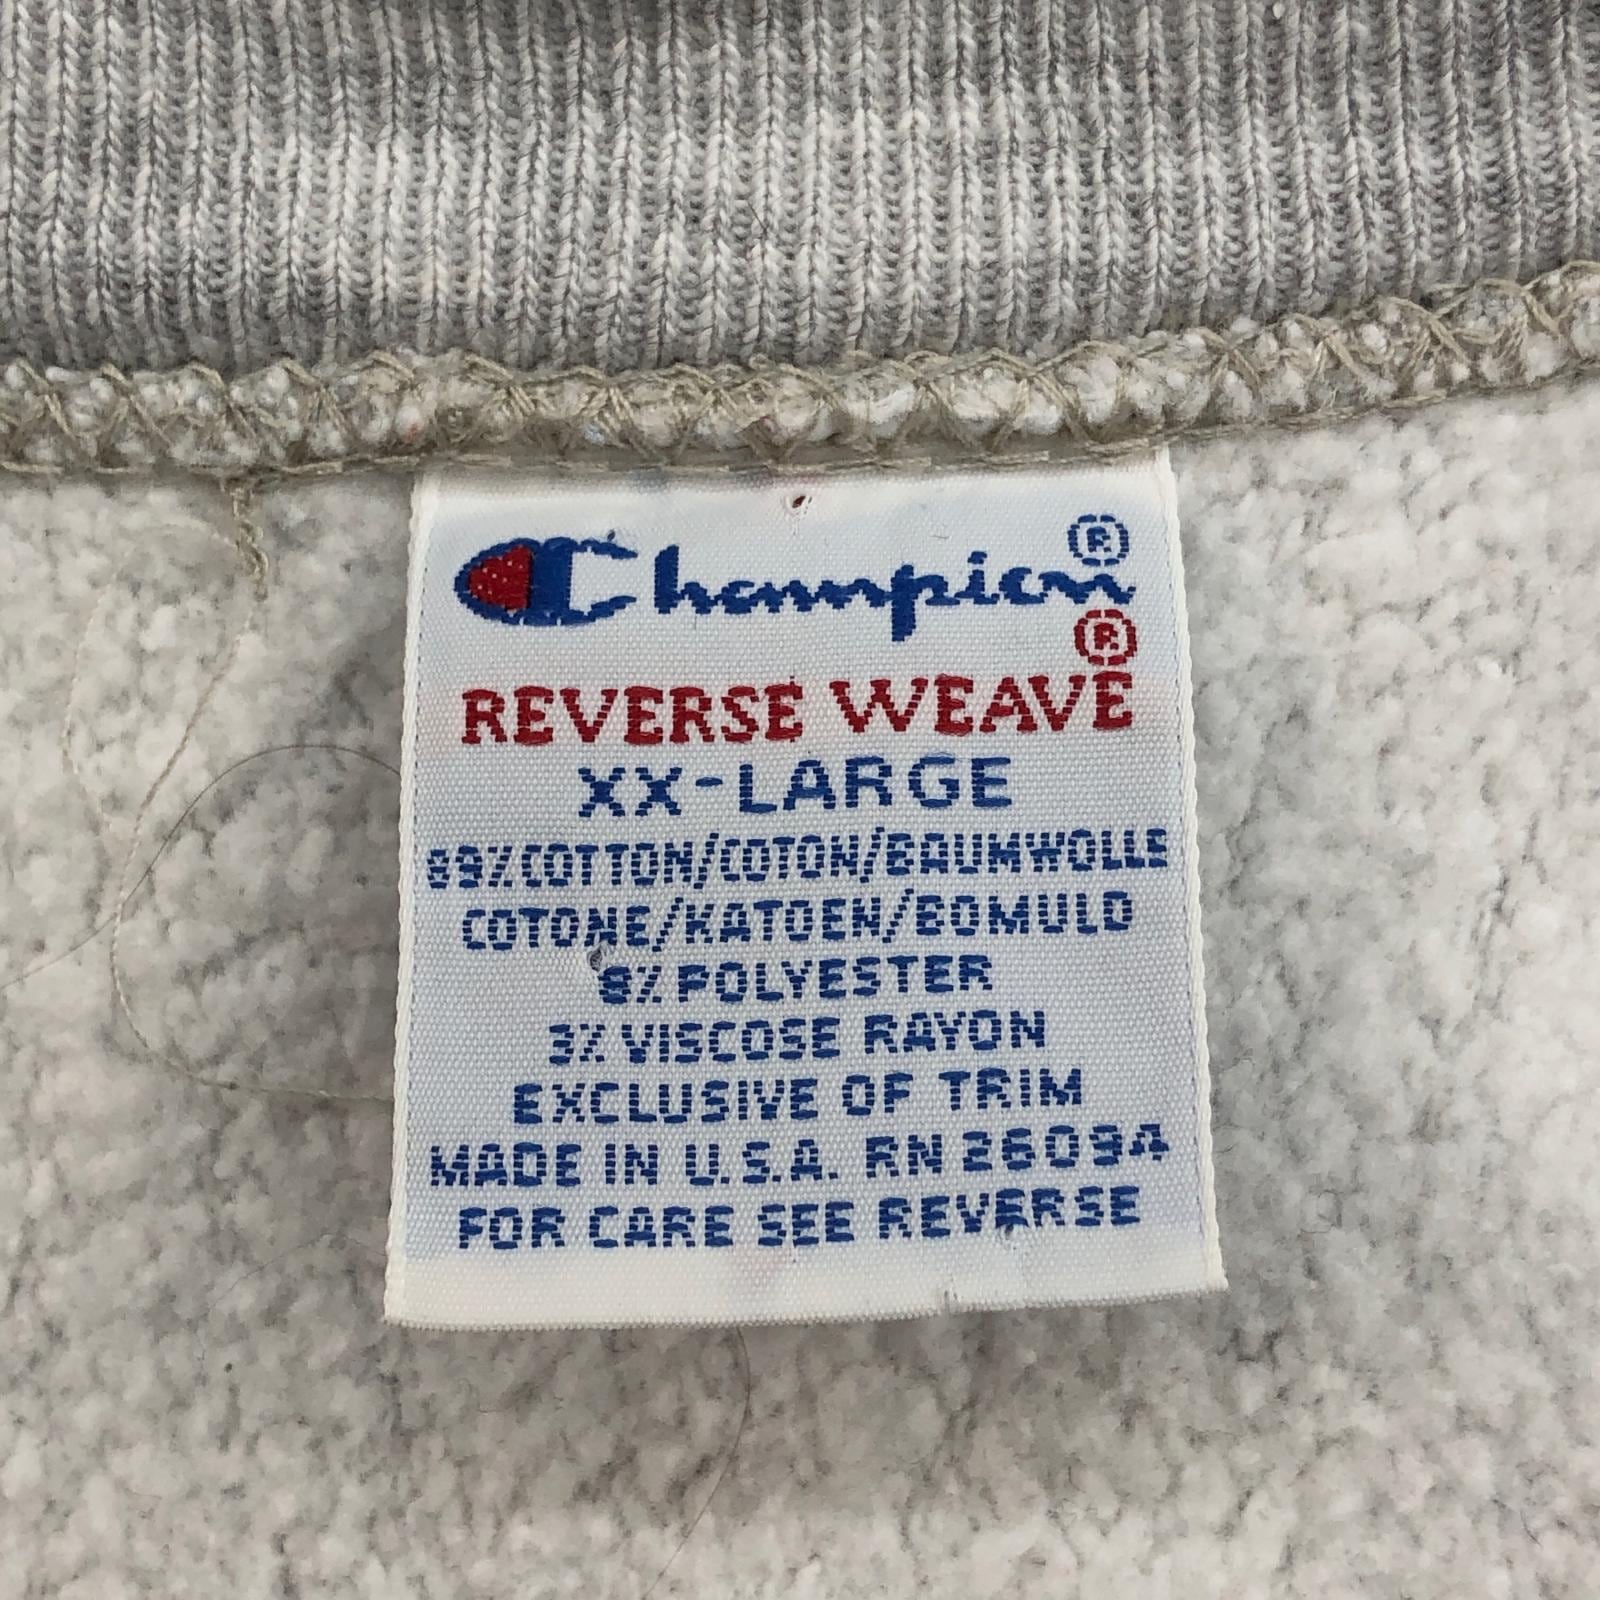 Champion®
REVERSE WEAVE®
XX-LARGE
89% COTTON/COTON/BAUMWOLLE
COTONE/KATOEN/BOMULD
8% POLYESTER
3% VISCOSE RAYON
EXCLUSIVE OF TRIM
MADE IN U.S.A. RN 26094
FOR CARE SEE REVERSE